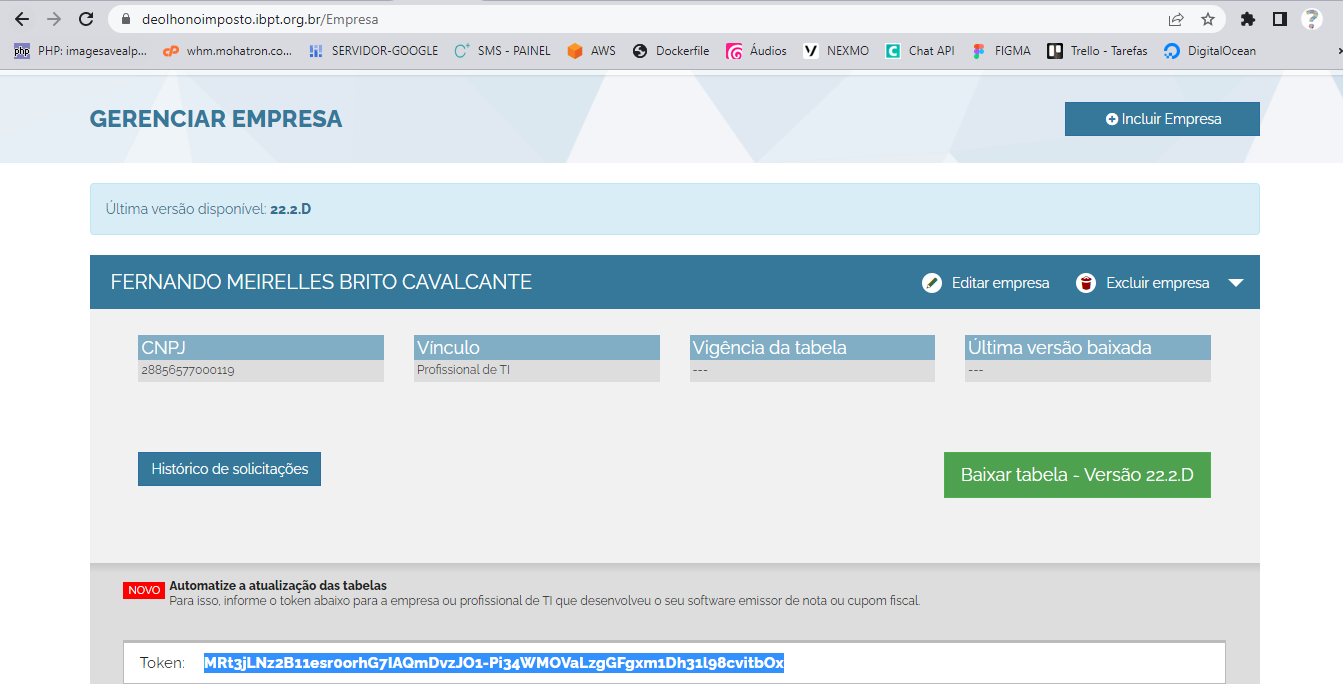 deolhonoimposto.ibpt.org.br/Empresa
php PHP: imagesavealp... cP whm.mohatron.co... SERVIDOR-GOOGLE SMS - PAINEL AWS Dockerfile Áudios NEXMO Chat API FIGMA Trello - Tarefas DigitalOcean
GERENCIAR EMPRESA
Incluir Empresa
Última versão disponível: 22.2.D
FERNANDO MEIRELLES BRITO CAVALCANTE
Editar empresa
Excluir empresa
CNPJ Vínculo Vigência da tabela Última versão baixada
28856577000119 Profissional de TI --- ---
Histórico de solicitações
Baixar tabela - Versão 22.2.D
NOVO Automatize a atualização das tabelas
Para isso, informe o token abaixo para a empresa ou profissional de TI que desenvolveu o seu software emissor de nota ou cupom fiscal.
Token: MRt3jLNz2B11esr0orhG7IAQmDvzJO1-Pi34WMOVaLzgGFgxm1Dh31l98cvitbOx